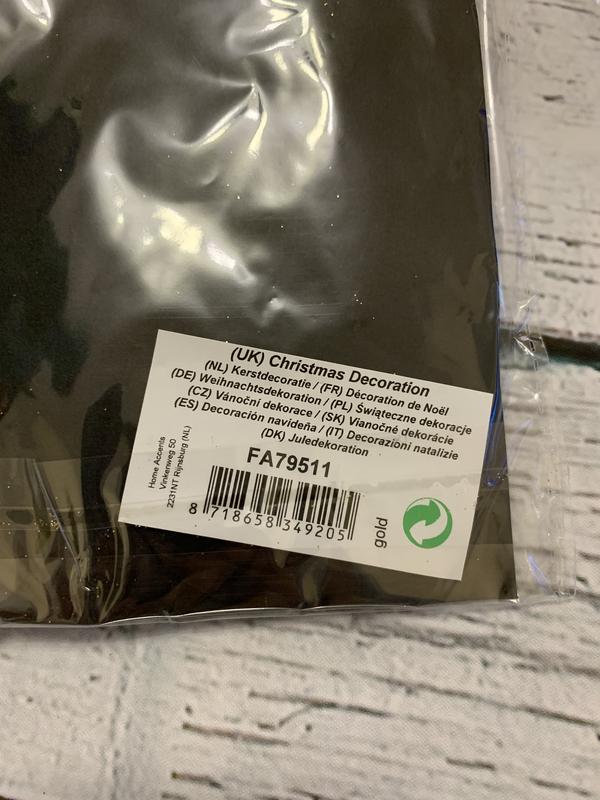 (UK) Christmas Decoration
(NL) Kerstdecoratie / (FR) Décoration de Noël
(DE) Weihnachtsdekoration / (PL) Świąteczne dekoracje
(CZ) Vánoční dekorace / (SK) Vianočné dekorácie
(ES) Decoración navideña / (IT) Decorazioni natalizie
(DK) Juledekoration
Home Accents
Vinkenweg 50
2231NT Rijnsburg (NL)
FA79511
8 718658 349205
gold